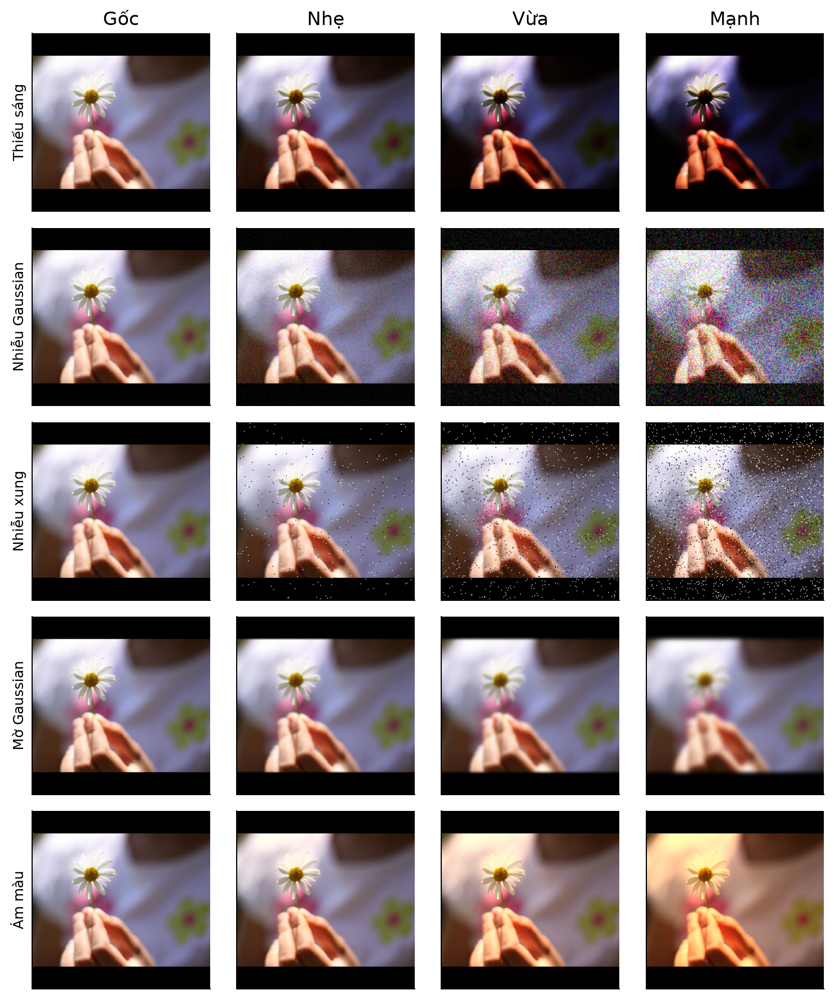 Gốc Nhẹ Vừa Mạnh
Thiếu sáng
Nhiễu Gaussian
Nhiễu xung
Mờ Gaussian
Ám màu